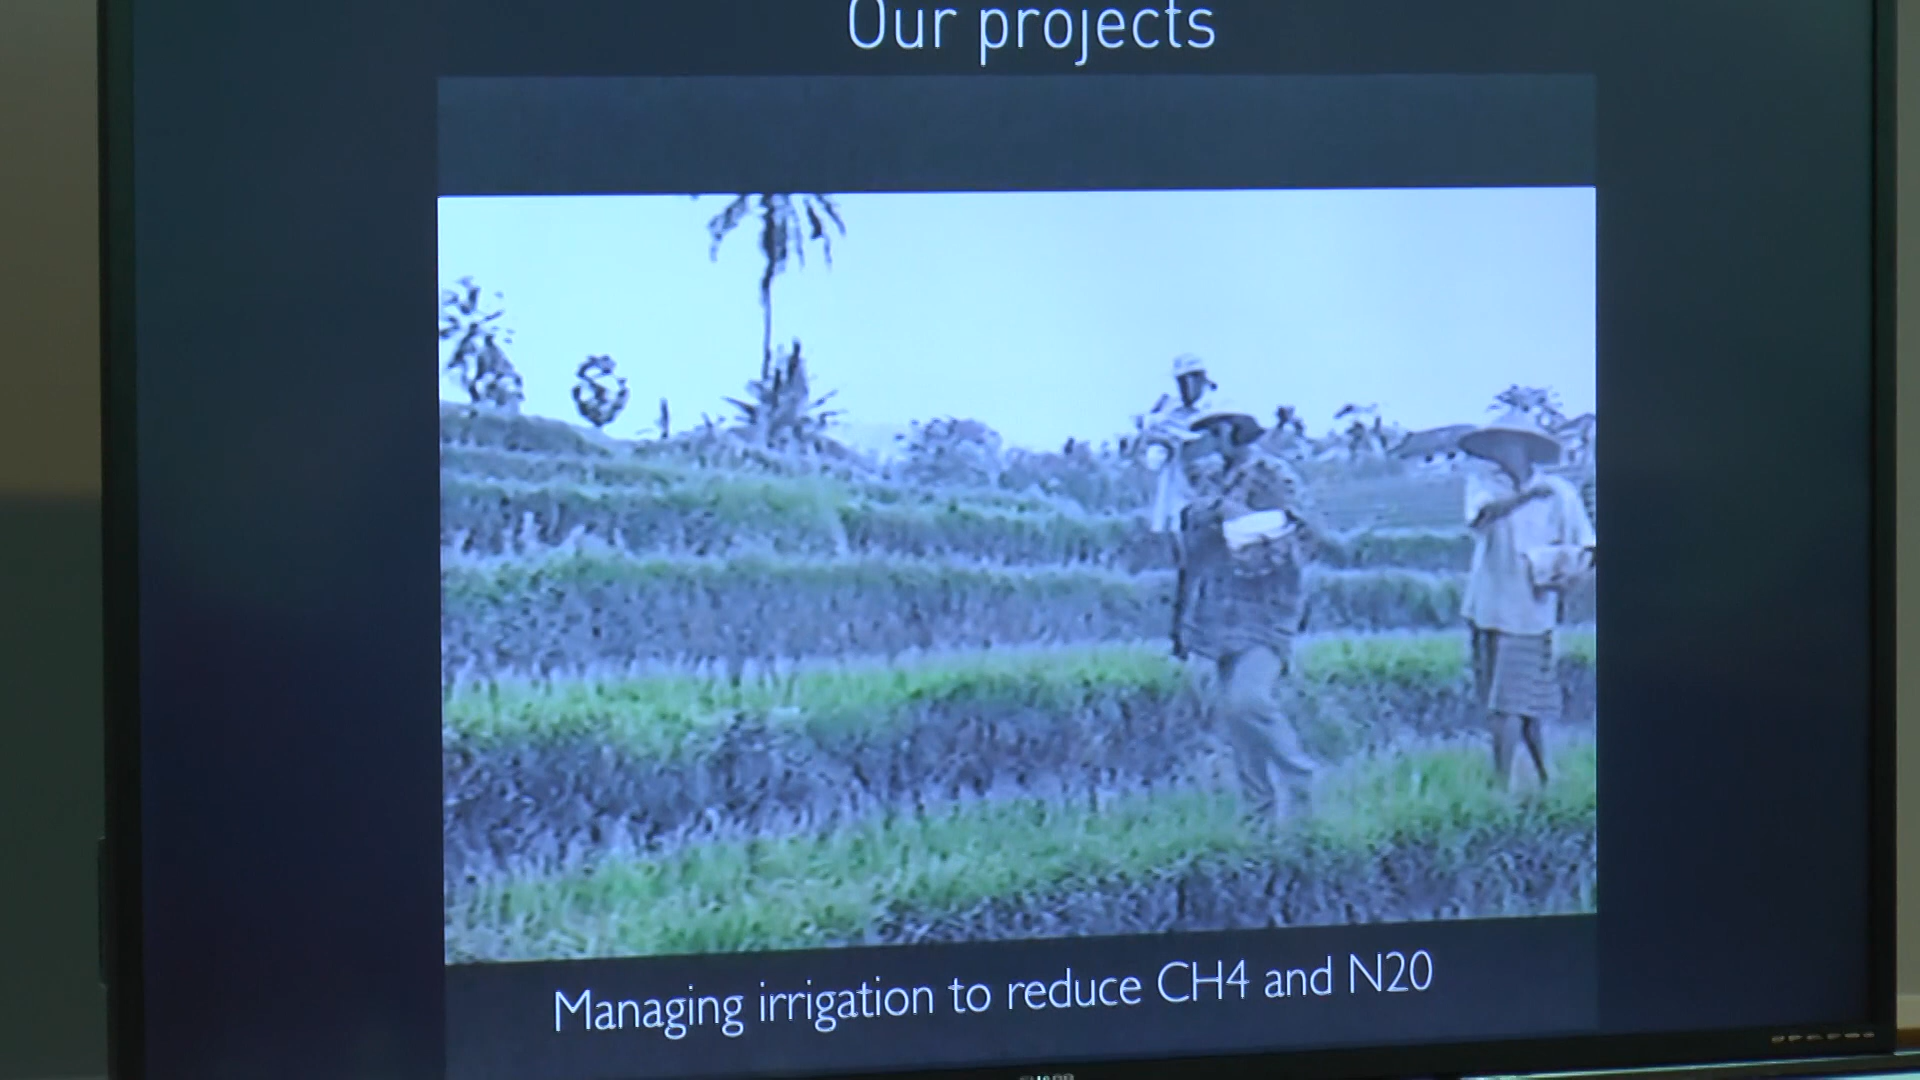 Our projects
Managing irrigation to reduce CH4 and N20